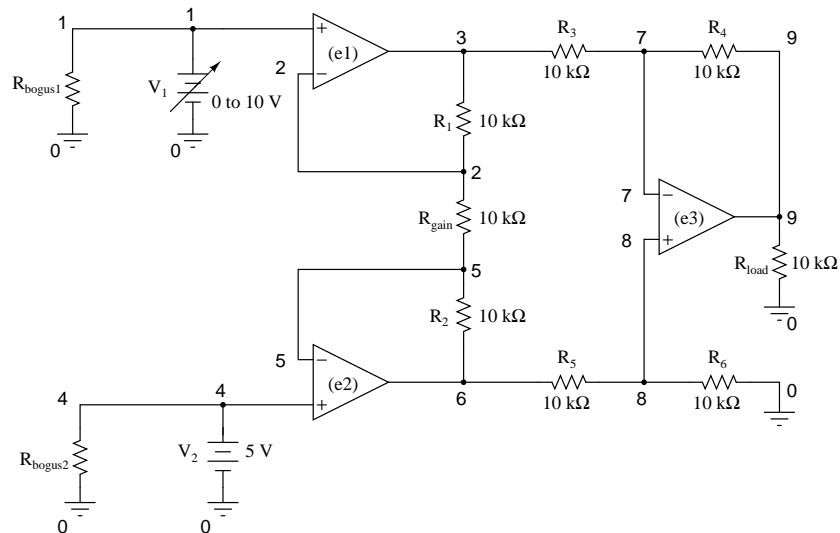 1 1 3 R3 7 R4 9
+ (e1)
2 −
10 kΩ 10 kΩ
Rbogus1 V1 0 to 10 V
R1 10 kΩ
0 0
2
7 − (e3) 9
Rgain 10 kΩ
8 +
Rload 10 kΩ
5
0
R2 10 kΩ
5 − (e2)
R5 R6
4 4 + 6 10 kΩ 8 10 kΩ 0
Rbogus2 V2 5 V
0 0